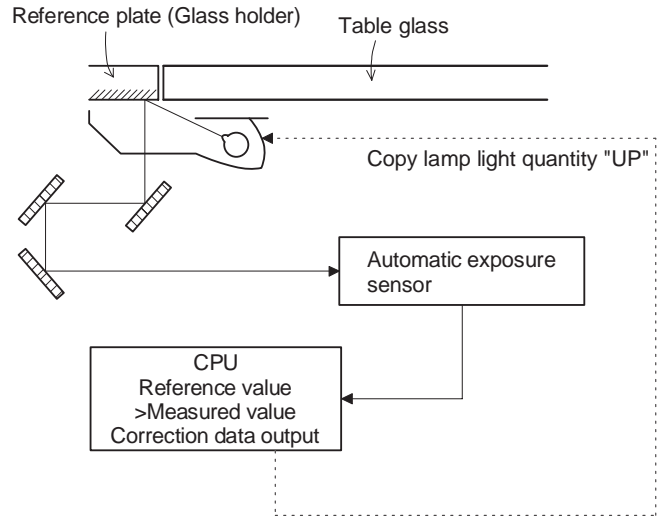 Reference plate (Glass holder)
Table glass
Copy lamp light quantity "UP"
Automatic exposure
sensor
CPU
Reference value
>Measured value
Correction data output